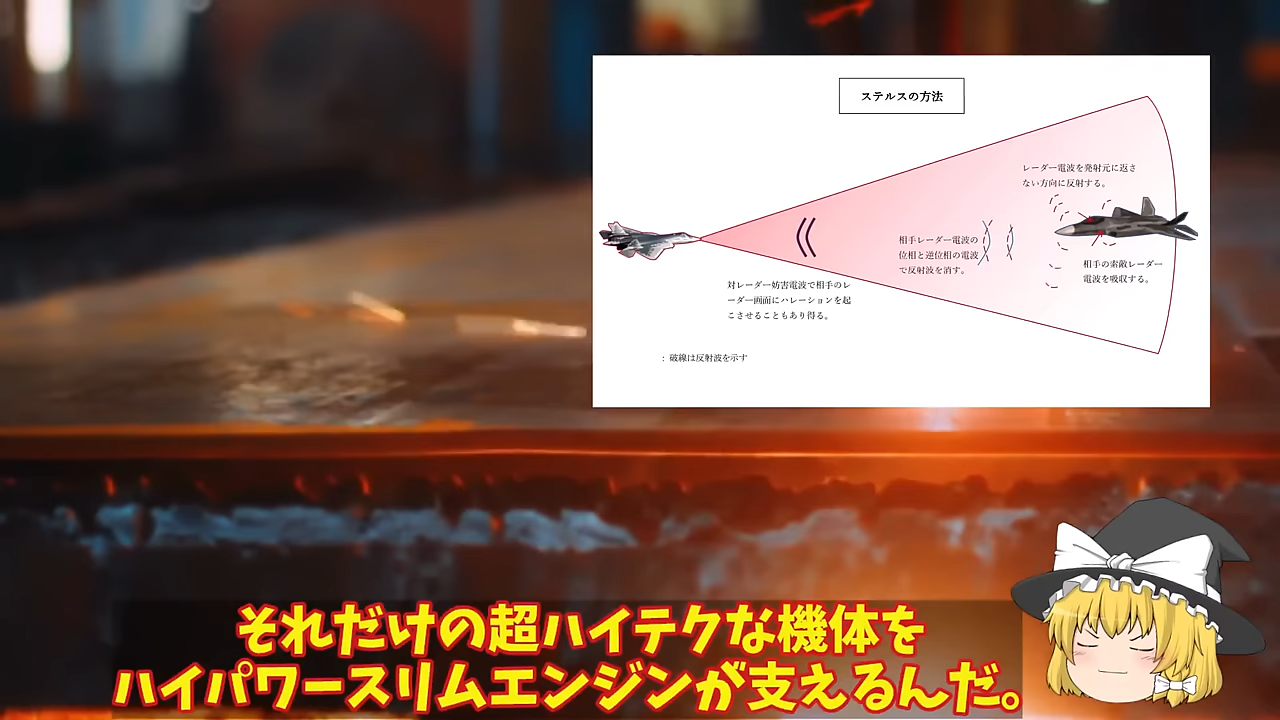 ステルスの方法
レーダー電波を発射元に返さ
ない方向に反射する。
相手レーダー電波の
位相と逆位相の電波
で反射波を消す。
相手の索敵レーダー
電波を吸収する。
対レーダー妨害電波で相手のレ
ーダー画面にハレーションを起
こさせることもあり得る。
: 破線は反射波を示す
それだけの超ハイテクな機体を
ハイパワースリムエンジンが支えるんだ。